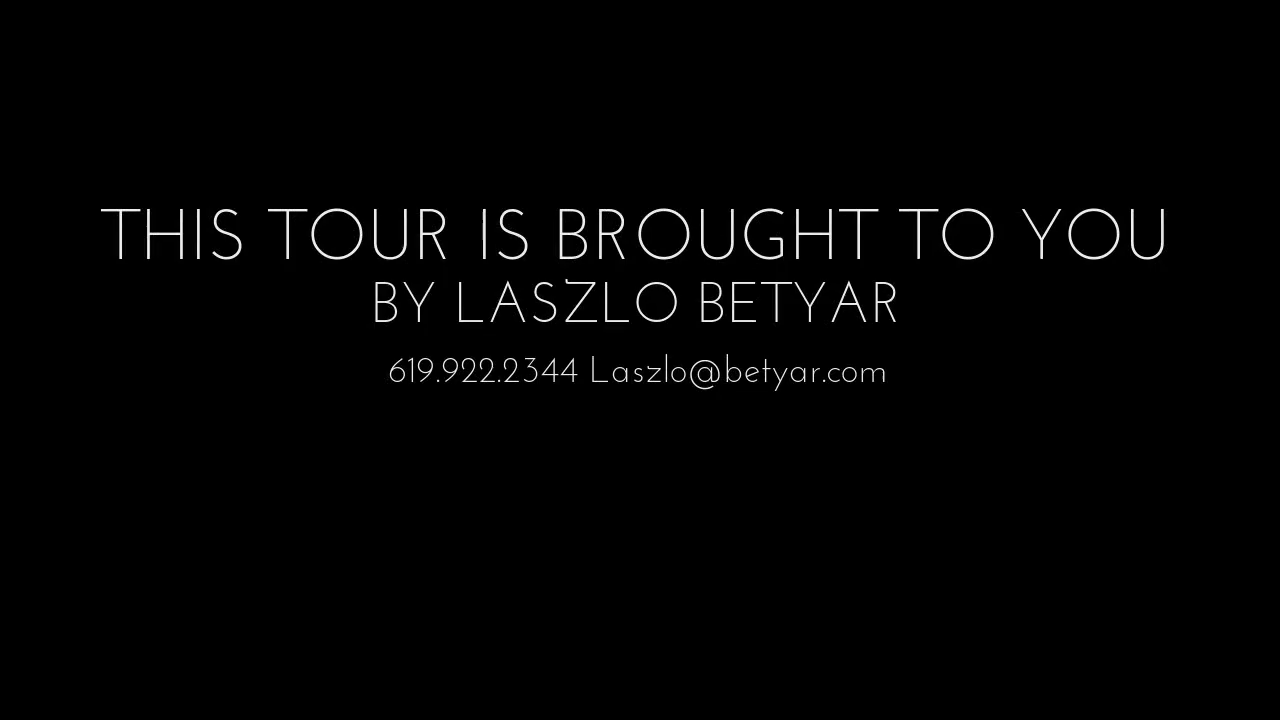 THIS TOUR IS BROUGHT TO YOU
BY LASZLO BETYAR
619.922.2344 Laszlo@betyar.com